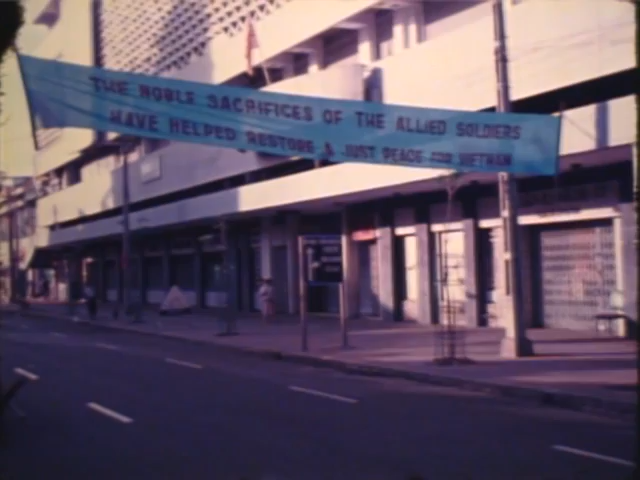 THE NOBLE SACRIFICES OF THE ALLIED SOLDIERS
HAVE HELPED RESTORE A JUST PEACE FOR VIETNAM